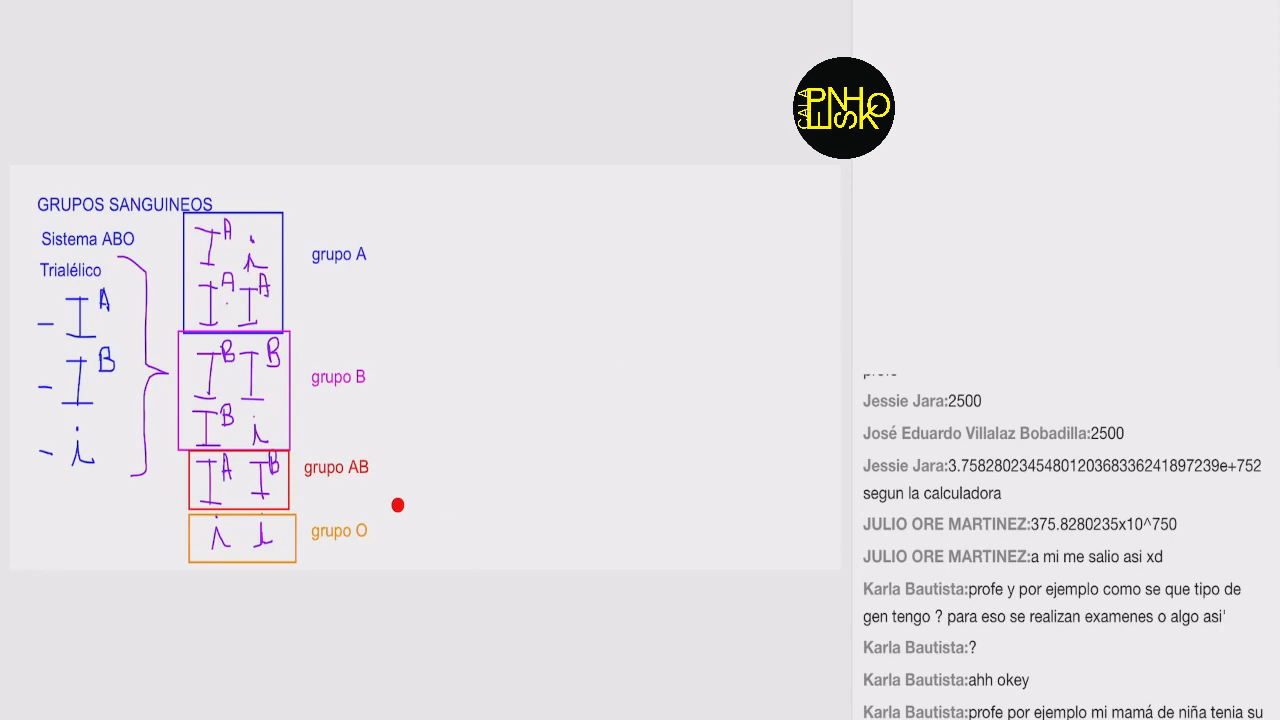 CALA PENHESKO
GRUPOS SANGUINEOS
Sistema ABO
Trialélico
- I^A
- I^B
- i
I^A i
I^A I^A
grupo A
I^B I^B
I^B i
grupo B
I^A I^B
grupo AB
i i
grupo O
Jessie Jara:2500
José Eduardo Villalaz Bobadilla:2500
Jessie Jara:3.7582802345480120368336241897239e+752
segun la calculadora
JULIO ORE MARTINEZ:375.8280235x10^750
JULIO ORE MARTINEZ:a mi me salio asi xd
Karla Bautista:profe y por ejemplo como se que tipo de
gen tengo ? para eso se realizan examenes o algo asi'
Karla Bautista:?
Karla Bautista:ahh okey
Karla Bautista:profe por ejemplo mi mamá de niña tenia su